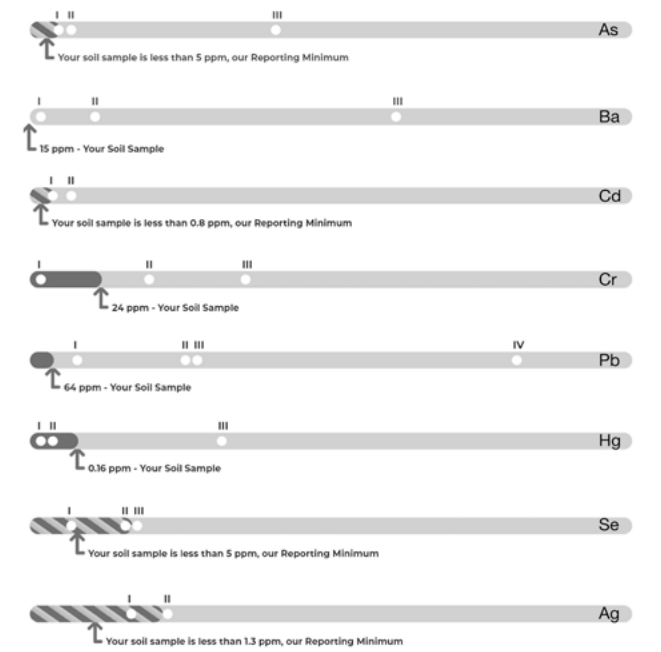 I II III
As
Your soil sample is less than 5 ppm, our Reporting Minimum
I II III
Ba
15 ppm - Your Soil Sample
I II
Cd
Your soil sample is less than 0.8 ppm, our Reporting Minimum
I II III
Cr
24 ppm - Your Soil Sample
I II III IV
Pb
64 ppm - Your Soil Sample
I II III
Hg
0.16 ppm - Your Soil Sample
I II III
Se
Your soil sample is less than 5 ppm, our Reporting Minimum
I II
Ag
Your soil sample is less than 1.3 ppm, our Reporting Minimum